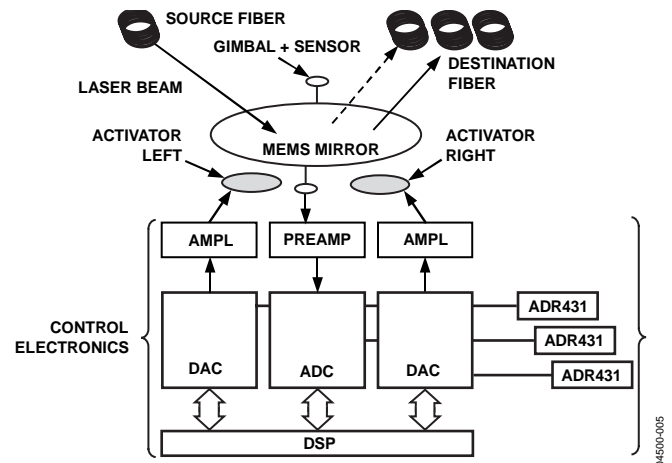 SOURCE FIBER
GIMBAL + SENSOR
DESTINATION
FIBER
LASER BEAM
ACTIVATOR
LEFT
MEMS MIRROR
ACTIVATOR
RIGHT
AMPL
PREAMP
AMPL
CONTROL
ELECTRONICS
ADR431
ADR431
ADR431
DAC
ADC
DAC
DSP
04500-005